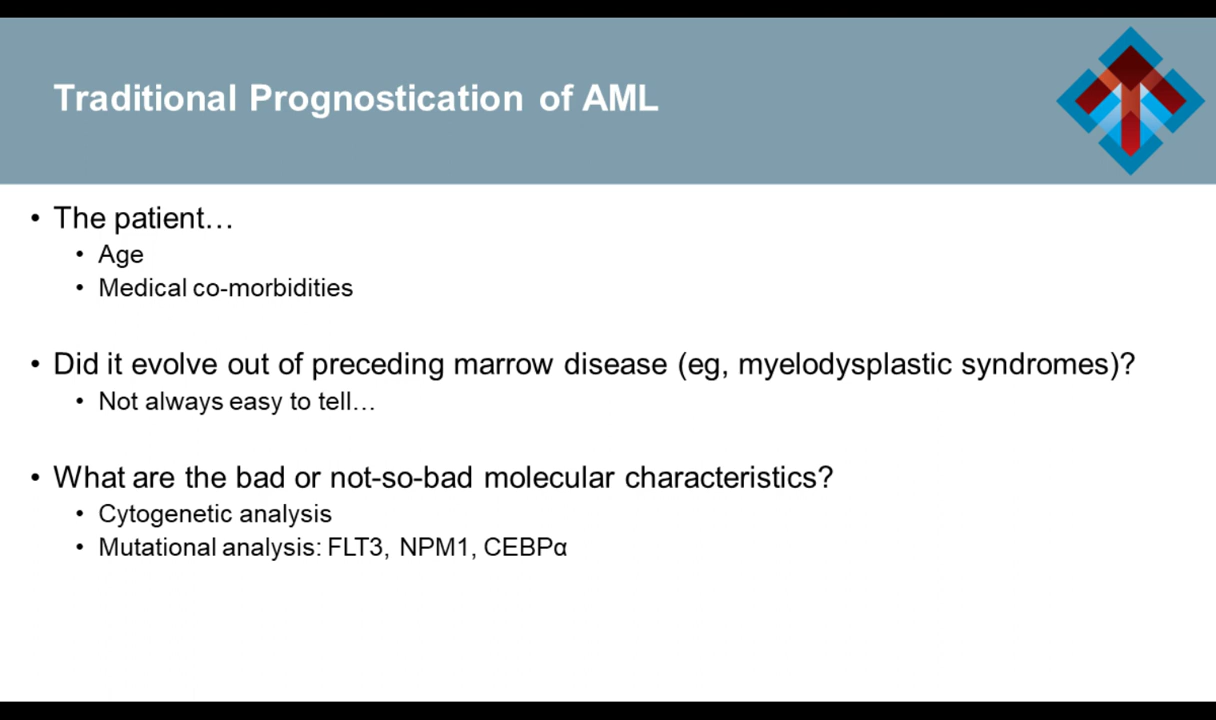 Traditional Prognostication of AML
• The patient…
• Age
• Medical co-morbidities
• Did it evolve out of preceding marrow disease (eg, myelodysplastic syndromes)?
• Not always easy to tell…
• What are the bad or not-so-bad molecular characteristics?
• Cytogenetic analysis
• Mutational analysis: FLT3, NPM1, CEBPα